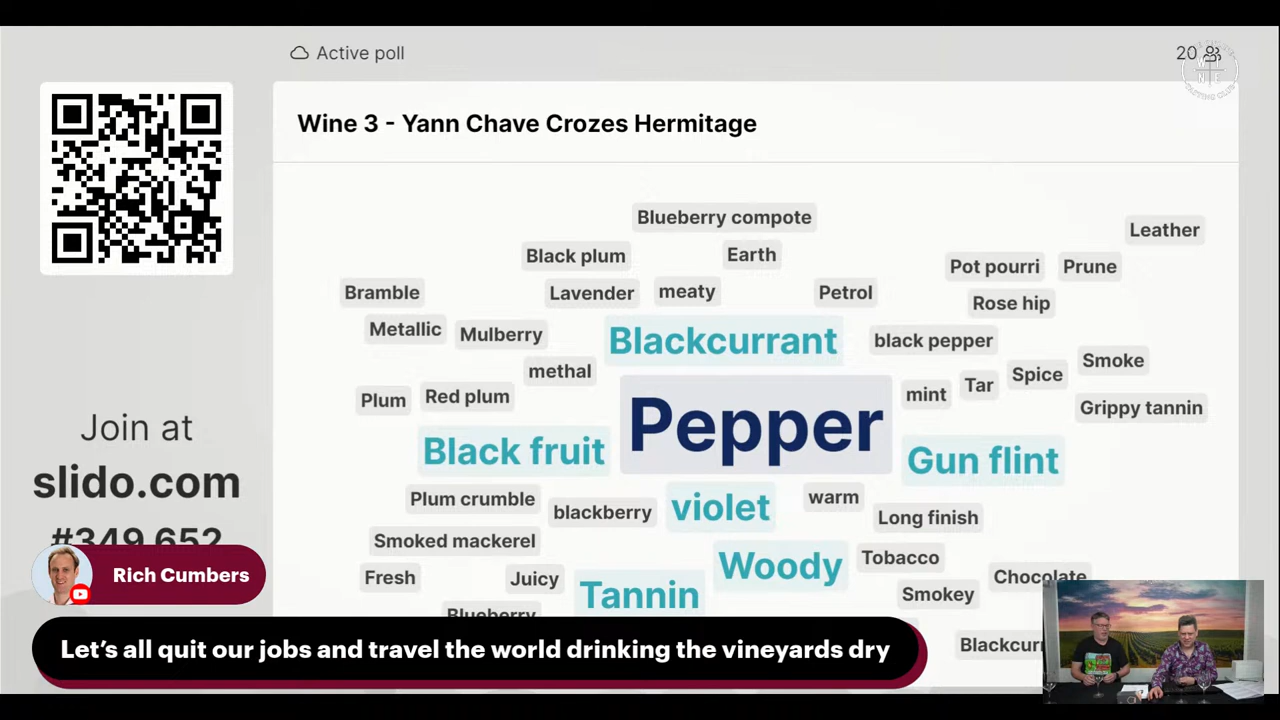 Active poll
20
Wine 3 - Yann Chave Crozes Hermitage
Blueberry compote
Leather
Black plum
Earth
Pot pourri
Prune
Bramble
Lavender
meaty
Petrol
Rose hip
Metallic
Mulberry
Blackcurrant
black pepper
methal
Smoke
Spice
Plum
Red plum
Pepper
mint
Tar
Grippy tannin
Black fruit
Gun flint
Plum crumble
blackberry
violet
warm
Long finish
Smoked mackerel
Woody
Tobacco
Fresh
Juicy
Tannin
Smokey
Chocolate
Blueberry
Blackcurr
Join at
slido.com
#349 652
Rich Cumbers
Let’s all quit our jobs and travel the world drinking the vineyards dry